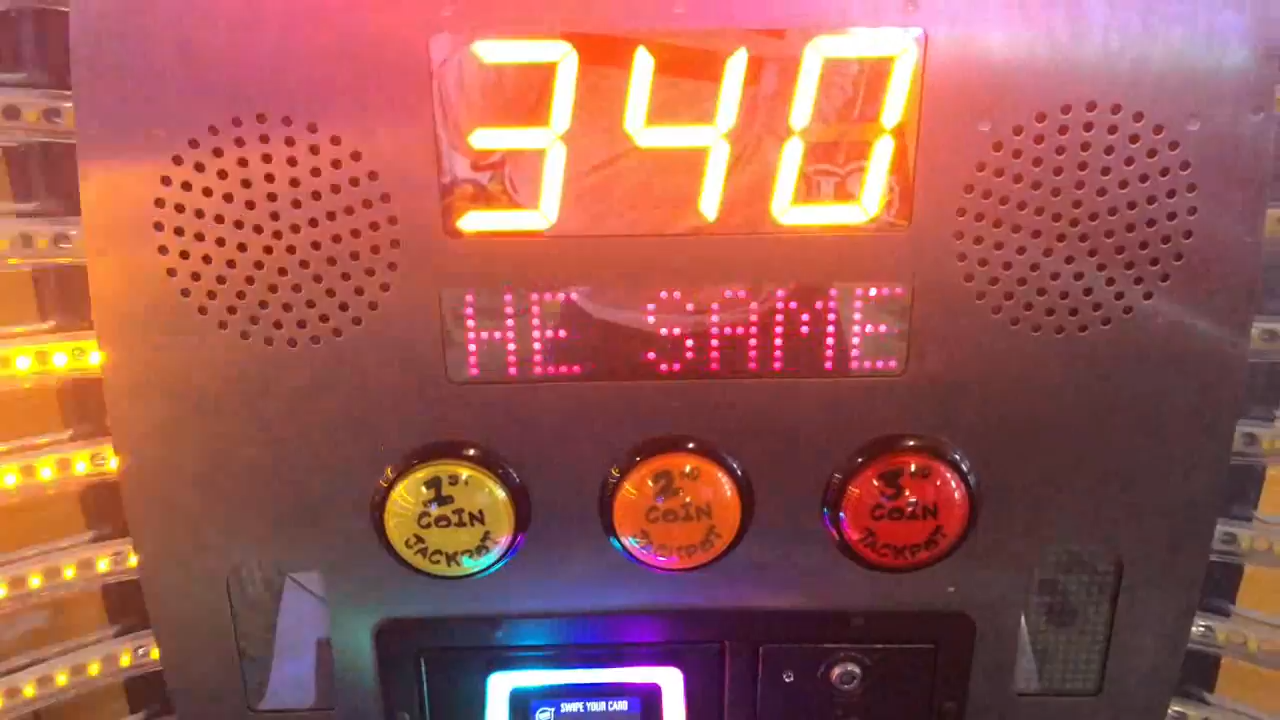 340
HE SAME
1ST COIN JACKPOT
2ND COIN JACKPOT
3RD COIN JACKPOT
SWIPE YOUR CARD